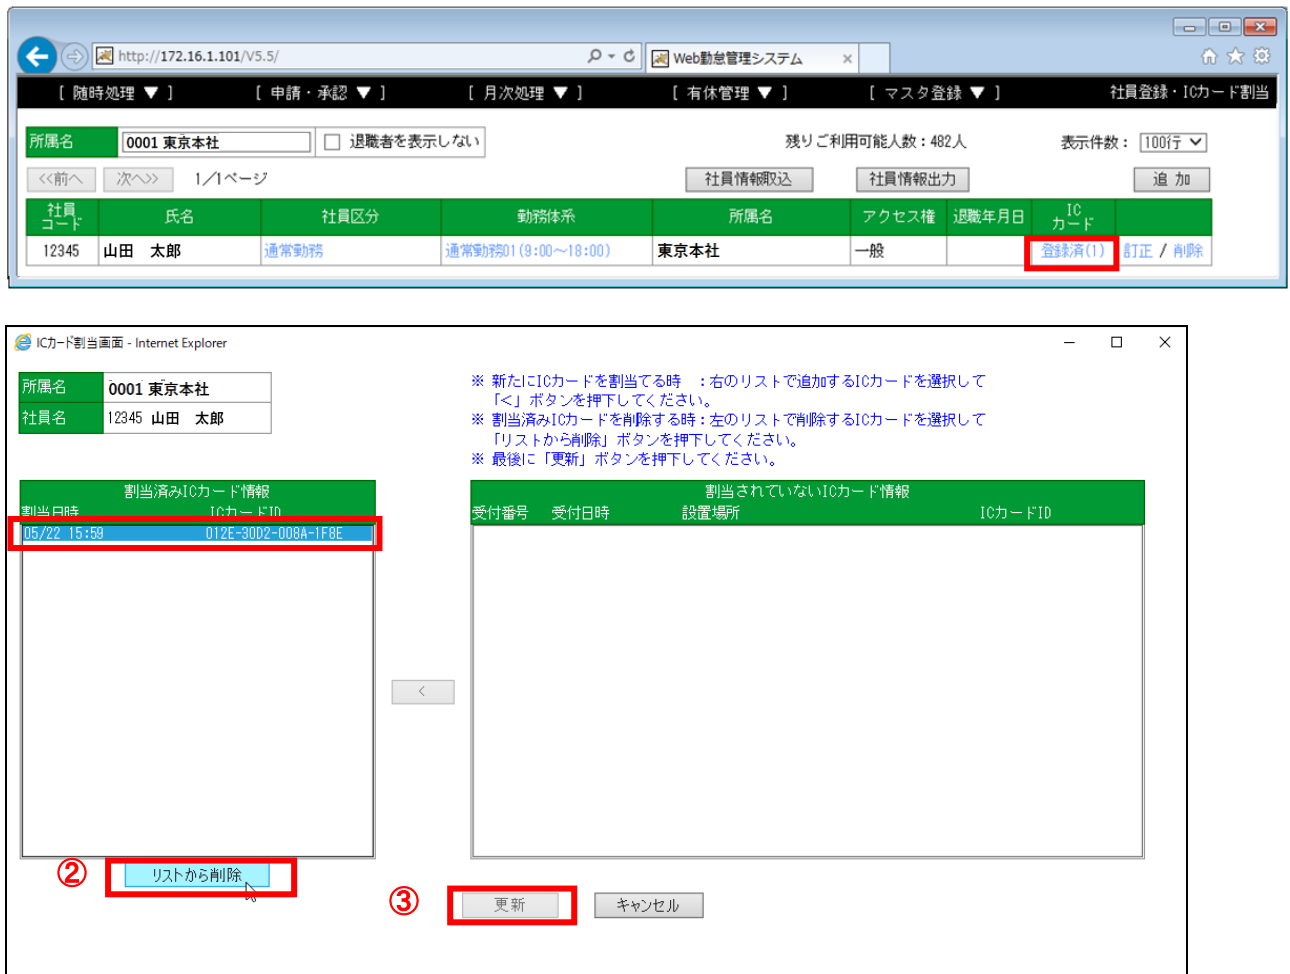 http://172.16.1.101/V5.5/
Web勤怠管理システム
[ 随時処理 ▼ ] [ 申請・承認 ▼ ] [ 月次処理 ▼ ] [ 有休管理 ▼ ] [ マスタ登録 ▼ ] 社員登録・ICカード割当
所属名 0001 東京本社 退職者を表示しない 残りご利用可能人数：482人 表示件数： 100行
<<前へ 次へ>> 1／1ページ 社員情報取込 社員情報出力 追 加
社員コード 氏名 社員区分 勤務体系 所属名 アクセス権 退職年月日 ICカード
12345 山田 太郎 通常勤務 通常勤務01(9:00～18:00) 東京本社 一般 登録済(1) 訂正 / 削除
ICカード割当画面 - Internet Explorer
所属名 0001 東京本社
社員名 12345 山田 太郎
※ 新たにICカードを割当てる時 ：右のリストで追加するICカードを選択して
「<」ボタンを押下してください。
※ 割当済みICカードを削除する時：左のリストで削除するICカードを選択して
「リストから削除」ボタンを押下してください。
※ 最後に「更新」ボタンを押下してください。
割当済みICカード情報
割当日時 ICカードID
05/22 15:59 012E-30D2-008A-1F8E
割当されていないICカード情報
受付番号 受付日時 設置場所 ICカードID
<
② リストから削除
③ 更新 キャンセル